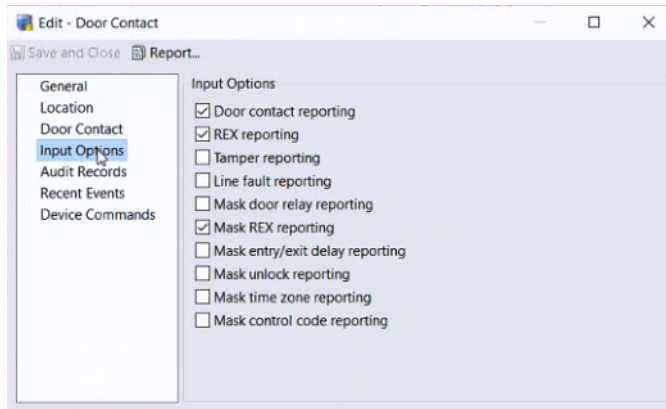 Edit - Door Contact
Save and Close Report...
General
Location
Door Contact
Input Options
Audit Records
Recent Events
Device Commands
Input Options
Door contact reporting
REX reporting
Tamper reporting
Line fault reporting
Mask door relay reporting
Mask REX reporting
Mask entry/exit delay reporting
Mask unlock reporting
Mask time zone reporting
Mask control code reporting